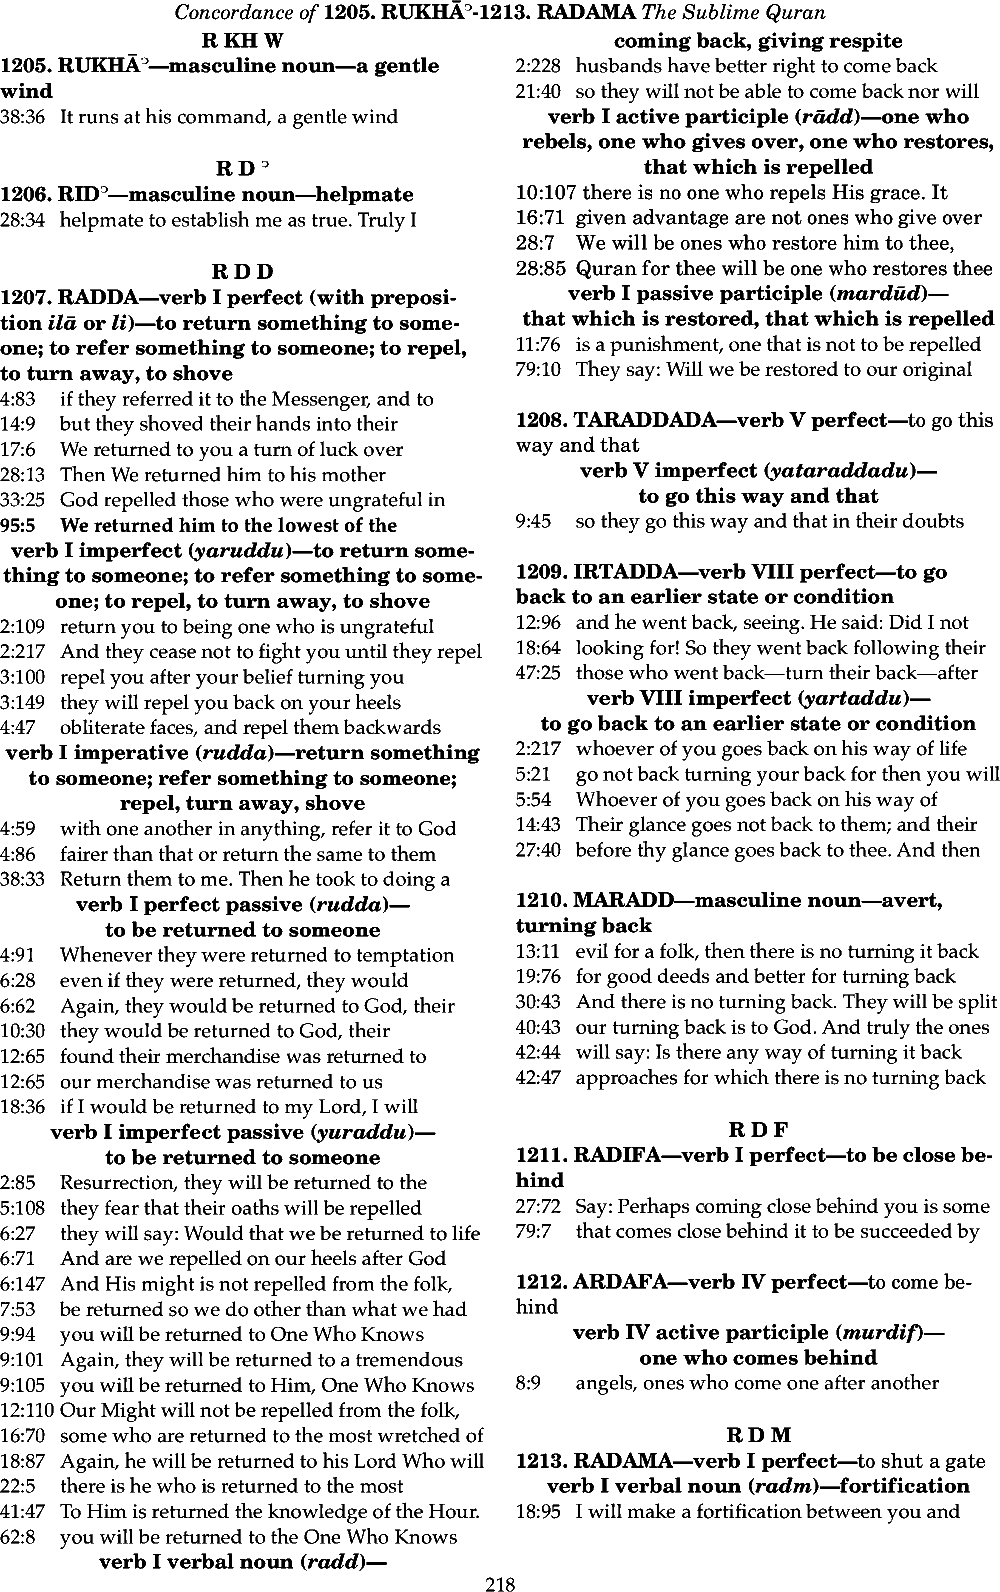 Concordance of 1205. RUKHĀᵓ-1213. RADAMA The Sublime Quran
R KH W
1205. RUKHĀᵓ—masculine noun—a gentle
wind
38:36 It runs at his command, a gentle wind
R D ᵓ
1206. RIDᵓ—masculine noun—helpmate
28:34 helpmate to establish me as true. Truly I
R D D
1207. RADDA—verb I perfect (with preposi-
tion ilā or li)—to return something to some-
one; to refer something to someone; to repel,
to turn away, to shove
4:83 if they referred it to the Messenger, and to
14:9 but they shoved their hands into their
17:6 We returned to you a turn of luck over
28:13 Then We returned him to his mother
33:25 God repelled those who were ungrateful in
95:5 We returned him to the lowest of the
verb I imperfect (yaruddu)—to return some-
thing to someone; to refer something to some-
one; to repel, to turn away, to shove
2:109 return you to being one who is ungrateful
2:217 And they cease not to fight you until they repel
3:100 repel you after your belief turning you
3:149 they will repel you back on your heels
4:47 obliterate faces, and repel them backwards
verb I imperative (rudda)—return something
to someone; refer something to someone;
repel, turn away, shove
4:59 with one another in anything, refer it to God
4:86 fairer than that or return the same to them
38:33 Return them to me. Then he took to doing a
verb I perfect passive (rudda)—
to be returned to someone
4:91 Whenever they were returned to temptation
6:28 even if they were returned, they would
6:62 Again, they would be returned to God, their
10:30 they would be returned to God, their
12:65 found their merchandise was returned to
12:65 our merchandise was returned to us
18:36 if I would be returned to my Lord, I will
verb I imperfect passive (yuraddu)—
to be returned to someone
2:85 Resurrection, they will be returned to the
5:108 they fear that their oaths will be repelled
6:27 they will say: Would that we be returned to life
6:71 And are we repelled on our heels after God
6:147 And His might is not repelled from the folk,
7:53 be returned so we do other than what we had
9:94 you will be returned to One Who Knows
9:101 Again, they will be returned to a tremendous
9:105 you will be returned to Him, One Who Knows
12:110 Our Might will not be repelled from the folk,
16:70 some who are returned to the most wretched of
18:87 Again, he will be returned to his Lord Who will
22:5 there is he who is returned to the most
41:47 To Him is returned the knowledge of the Hour.
62:8 you will be returned to the One Who Knows
verb I verbal noun (radd)—
coming back, giving respite
2:228 husbands have better right to come back
21:40 so they will not be able to come back nor will
verb I active participle (rādd)—one who
rebels, one who gives over, one who restores,
that which is repelled
10:107 there is no one who repels His grace. It
16:71 given advantage are not ones who give over
28:7 We will be ones who restore him to thee,
28:85 Quran for thee will be one who restores thee
verb I passive participle (mardūd)—
that which is restored, that which is repelled
11:76 is a punishment, one that is not to be repelled
79:10 They say: Will we be restored to our original
1208. TARADDADA—verb V perfect—to go this
way and that
verb V imperfect (yataraddadu)—
to go this way and that
9:45 so they go this way and that in their doubts
1209. IRTADDA—verb VIII perfect—to go
back to an earlier state or condition
12:96 and he went back, seeing. He said: Did I not
18:64 looking for! So they went back following their
47:25 those who went back—turn their back—after
verb VIII imperfect (yartaddu)—
to go back to an earlier state or condition
2:217 whoever of you goes back on his way of life
5:21 go not back turning your back for then you will
5:54 Whoever of you goes back on his way of
14:43 Their glance goes not back to them; and their
27:40 before thy glance goes back to thee. And then
1210. MARADD—masculine noun—avert,
turning back
13:11 evil for a folk, then there is no turning it back
19:76 for good deeds and better for turning back
30:43 And there is no turning back. They will be split
40:43 our turning back is to God. And truly the ones
42:44 will say: Is there any way of turning it back
42:47 approaches for which there is no turning back
R D F
1211. RADIFA—verb I perfect—to be close be-
hind
27:72 Say: Perhaps coming close behind you is some
79:7 that comes close behind it to be succeeded by
1212. ARDAFA—verb IV perfect—to come be-
hind
verb IV active participle (murdif)—
one who comes behind
8:9 angels, ones who come one after another
R D M
1213. RADAMA—verb I perfect—to shut a gate
verb I verbal noun (radm)—fortification
18:95 I will make a fortification between you and
218